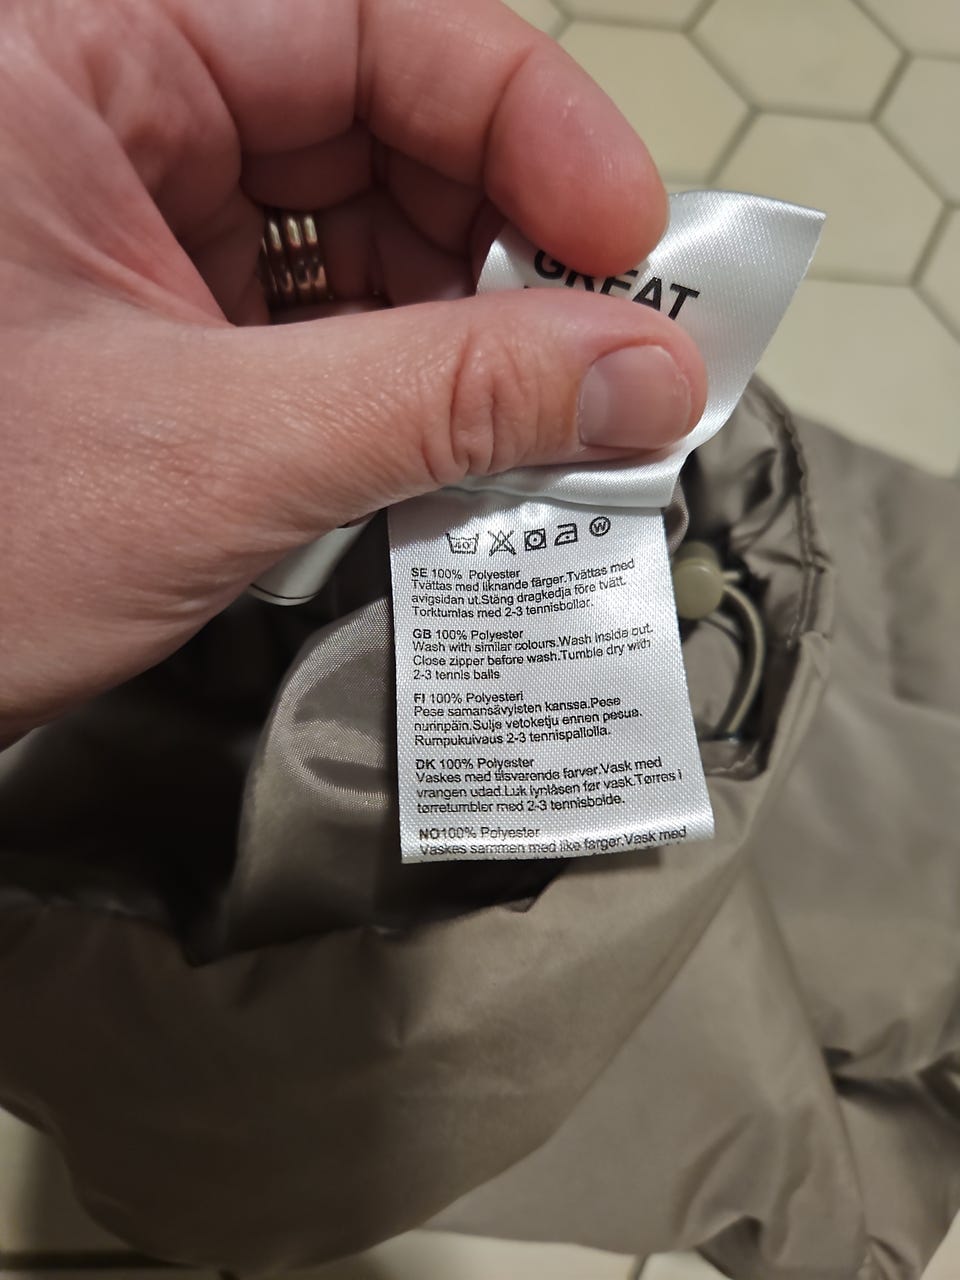 GREAT
40°
W
SE 100% Polyester
Tvättas med liknande färger.Tvättas med
avigsidan ut.Stäng dragkedja före tvätt.
Torktumlas med 2-3 tennisbollar.
GB 100% Polyester
Wash with similar colours.Wash inside out.
Close zipper before wash.Tumble dry with
2-3 tennis balls
FI 100% Polyesteri
Pese samansävyisten kanssa.Pese
nurinpäin.Sulje vetoketju ennen pesua.
Rumpukuivaus 2-3 tennispallolla.
DK 100% Polyester
Vaskes med tilsvarende farver.Vask med
vrangen udad.Luk lynlåsen før vask.Tørres i
tørretumbler med 2-3 tennisbolde.
NO100% Polyester
Vaskes sammen med like farger.Vask med